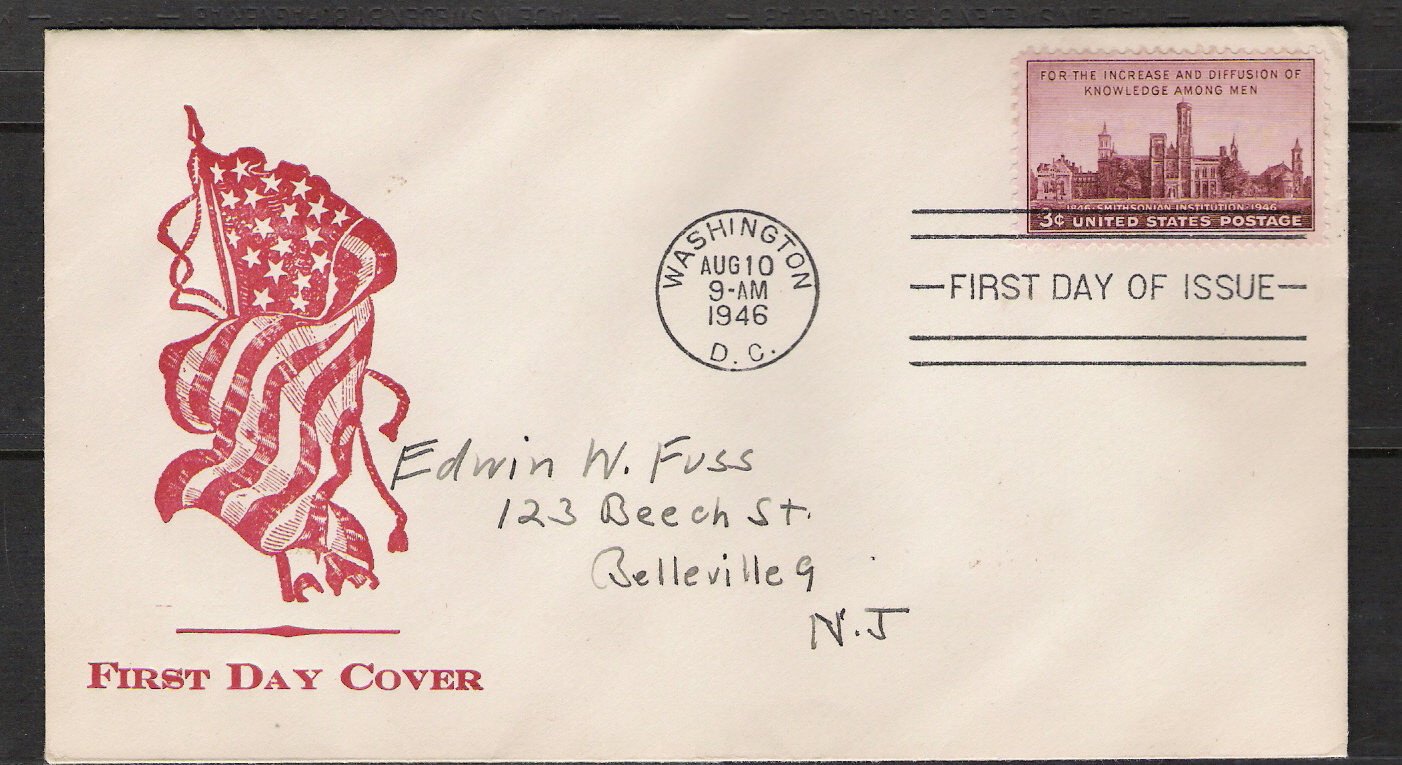 FOR THE INCREASE AND DIFFUSION OF
KNOWLEDGE AMONG MEN
1846·SMITHSONIAN INSTITUTION·1946
3¢ UNITED STATES POSTAGE
WASHINGTON
AUG 10
9-AM
1946
D. C.
FIRST DAY OF ISSUE
Edwin W. Fuss
123 Beech St.
Belleville 9
N.J
FIRST DAY COVER